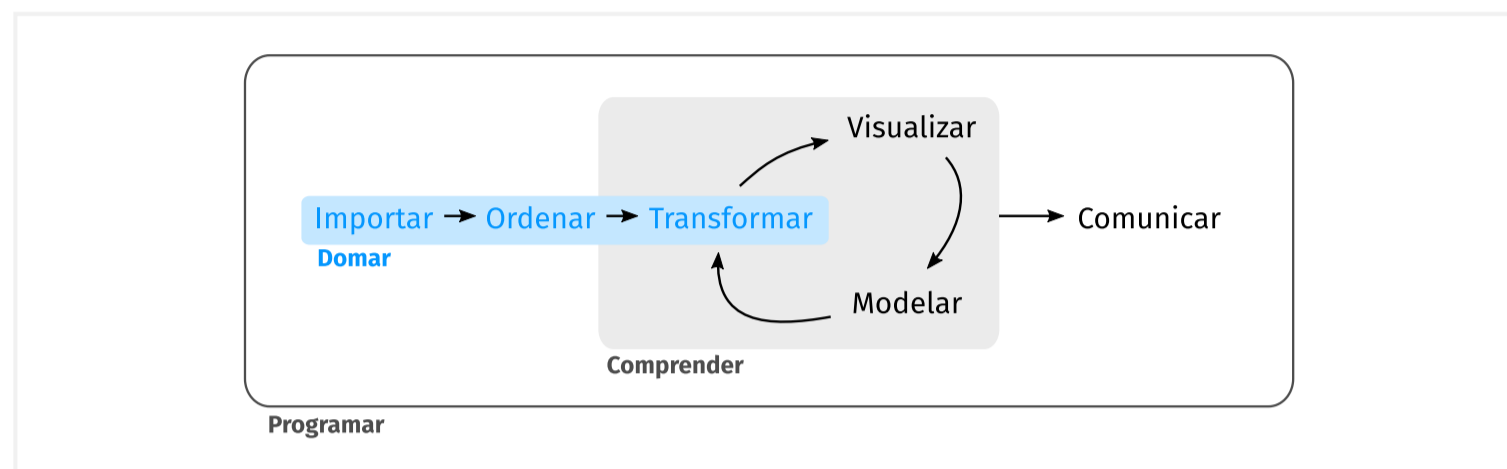 Visualizar
Importar → Ordenar → Transformar
Comunicar
Domar
Modelar
Comprender
Programar